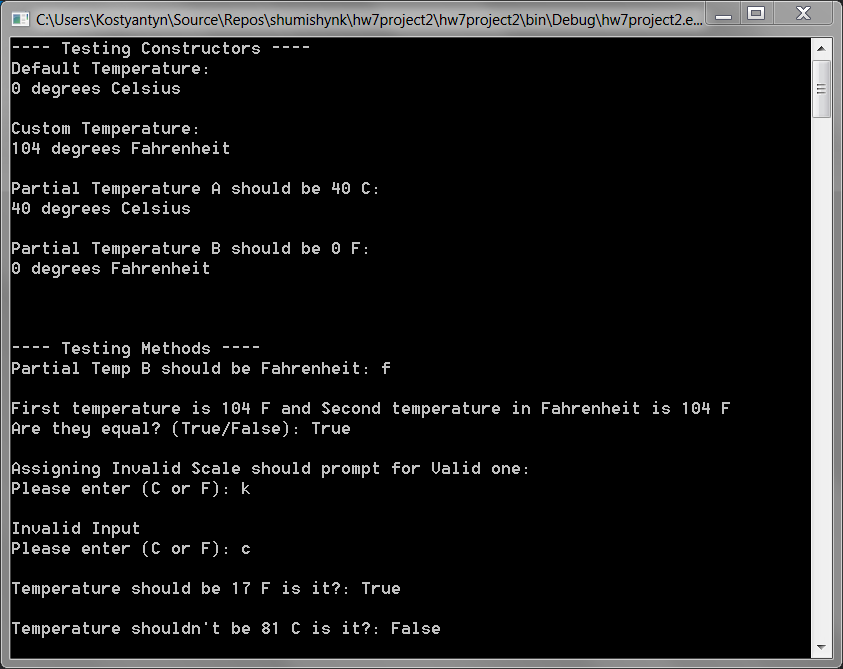 C:\Users\Kostyantyn\Source\Repos\shumishynk\hw7project2\hw7project2\bin\Debug\hw7project2.e...
---- Testing Constructors ----
Default Temperature:
0 degrees Celsius
Custom Temperature:
104 degrees Fahrenheit
Partial Temperature A should be 40 C:
40 degrees Celsius
Partial Temperature B should be 0 F:
0 degrees Fahrenheit
---- Testing Methods ----
Partial Temp B should be Fahrenheit: f
First temperature is 104 F and Second temperature in Fahrenheit is 104 F
Are they equal? (True/False): True
Assigning Invalid Scale should prompt for Valid one:
Please enter (C or F): k
Invalid Input
Please enter (C or F): c
Temperature should be 17 F is it?: True
Temperature shouldn't be 81 C is it?: False